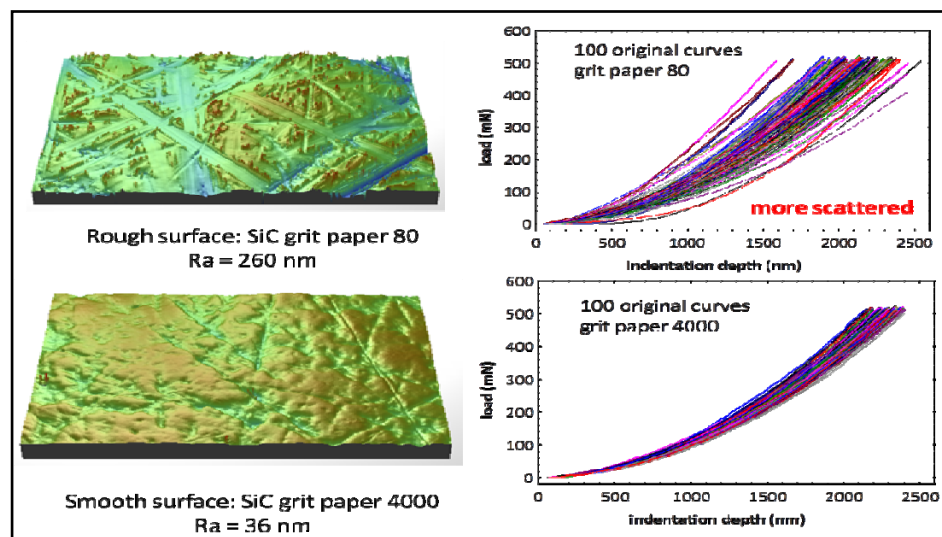 Rough surface: SiC grit paper 80
Ra = 260 nm
600
500
400
300
200
100
0
load (mN)
100 original curves
grit paper 80
more scattered
0 500 1000 1500 2000 2500
Indentation depth (nm)
Smooth surface: SiC grit paper 4000
Ra = 36 nm
600
500
400
300
200
100
0
load (mN)
100 original curves
grit paper 4000
0 500 1000 1500 2000 2500
indentation depth (nm)